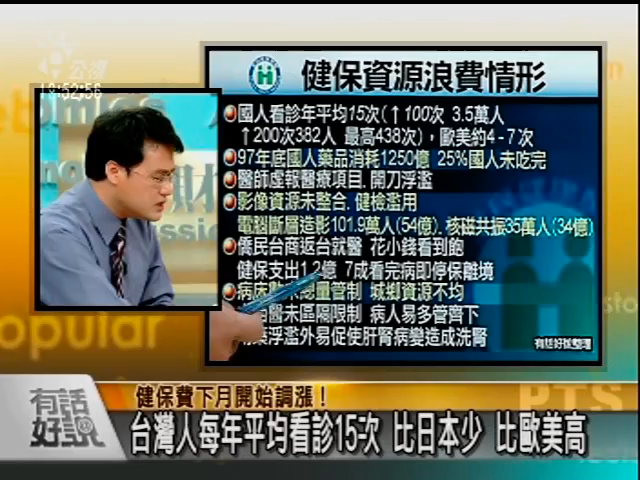 公視
18:52:56
健保資源浪費情形
國人看診年平均15次(↑100次 3.5萬人
↑200次382人 最高438次),歐美約4-7次
97年底國人藥品消耗1250億 25%國人未吃完
醫師虛報醫療項目.開刀浮濫
影像資源未整合.健檢濫用
電腦斷層造影101.9萬人(54億).核磁共振35萬人(34億)
僑民台商返台就醫 花小錢看到飽
健保支出1.2億 7成看完病即停保離境
病床數未總量管制 城鄉資源不均
醫未區隔限制 病人易多管齊下
藥浮濫外易促使肝腎病變造成洗腎
有話好說整理
PTS
opular
健保費下月開始調漲!
有話好說
台灣人每年平均看診15次 比日本少 比歐美高